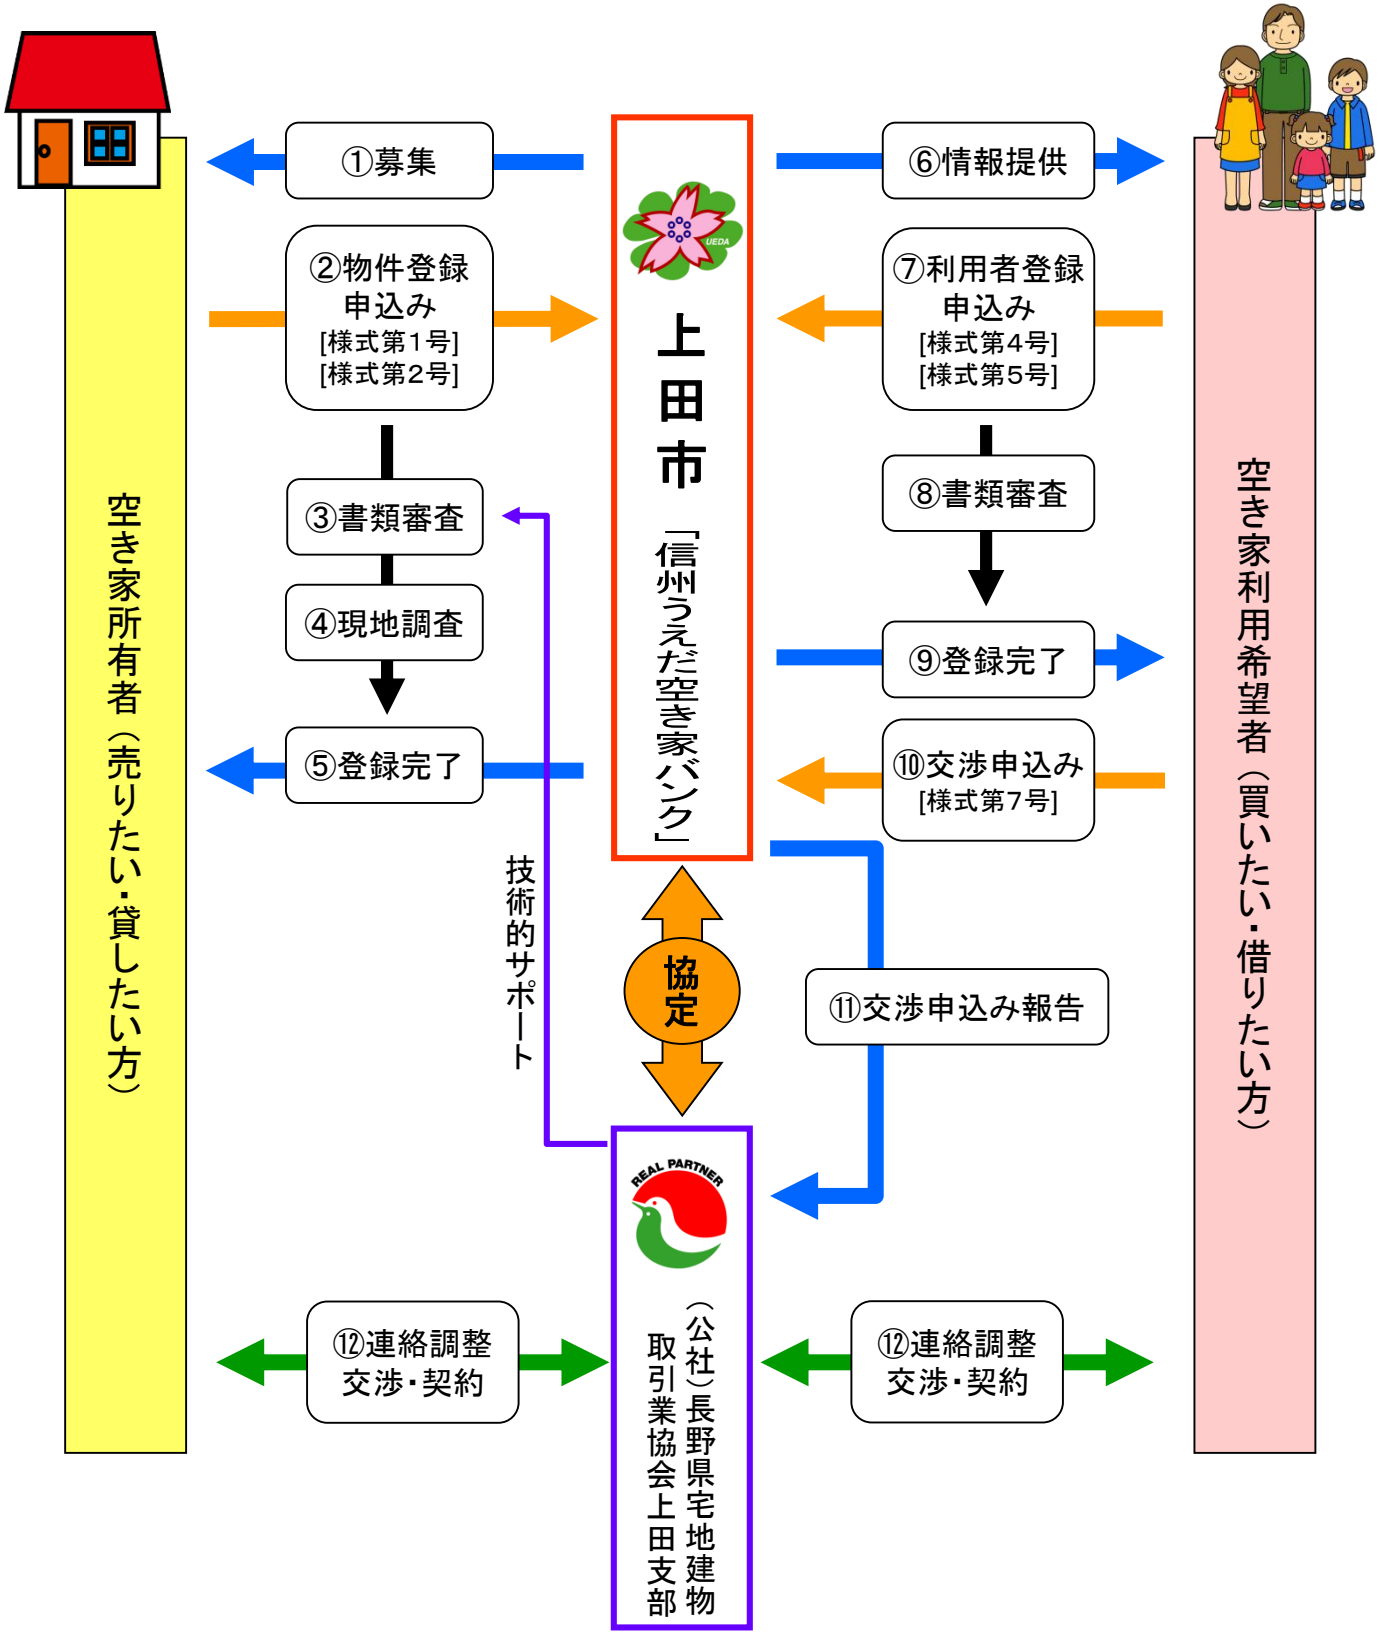 ①募集
②物件登録
申込み
[様式第1号]
[様式第2号]
③書類審査
④現地調査
⑤登録完了
空き家所有者（売りたい・貸したい方）
技術的サポート
UEDA
上田市「信州うえだ空き家バンク」
協定
REAL PARTNER
（公社）長野県宅地建物
取引業協会上田支部
⑥情報提供
⑦利用者登録
申込み
[様式第4号]
[様式第5号]
⑧書類審査
⑨登録完了
⑩交渉申込み
[様式第7号]
⑪交渉申込み報告
空き家利用希望者（買いたい・借りたい方）
⑫連絡調整
交渉・契約
⑫連絡調整
交渉・契約